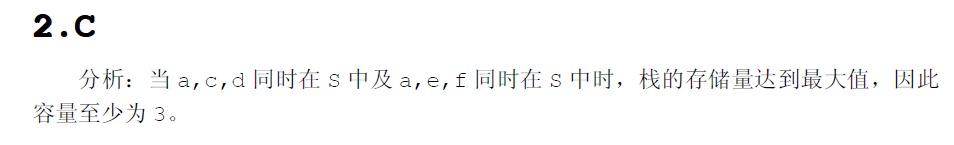 2.C
分析：当 a,c,d 同时在 S 中及 a,e,f 同时在 S 中时，栈的存储量达到最大值，因此
容量至少为 3。